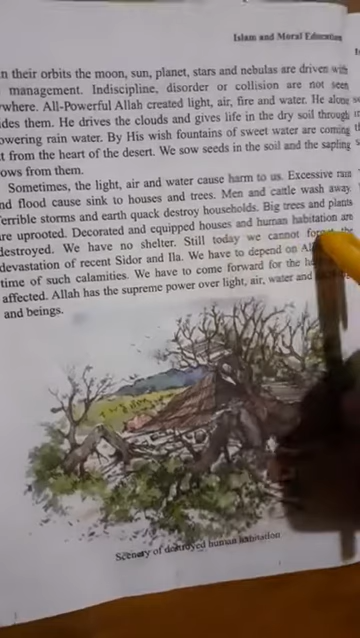 Islam and Moral Education
n their orbits the moon, sun, planet, stars and nebulas are driven with
management. Indiscipline, disorder or collision are not seen
where. All-Powerful Allah created light, air, fire and water. He alone
ides them. He drives the clouds and gives life in the dry soil through
owering rain water. By His wish fountains of sweet water are coming
t from the heart of the desert. We sow seeds in the soil and the sapling
ows from them.
Sometimes, the light, air and water cause harm to us. Excessive rain
nd flood cause sink to houses and trees. Men and cattle wash away
errible storms and earth quack destroy households. Big trees and plants
re uprooted. Decorated and equipped houses and human habitation are
destroyed. We have no shelter. Still today we cannot the
devastation of recent Sidor and Ila. We have to depend on
time of such calamities. We have to come forward for the
affected. Allah has the supreme power over light, air, water and
and beings.
Scenery of destroyed human habitation